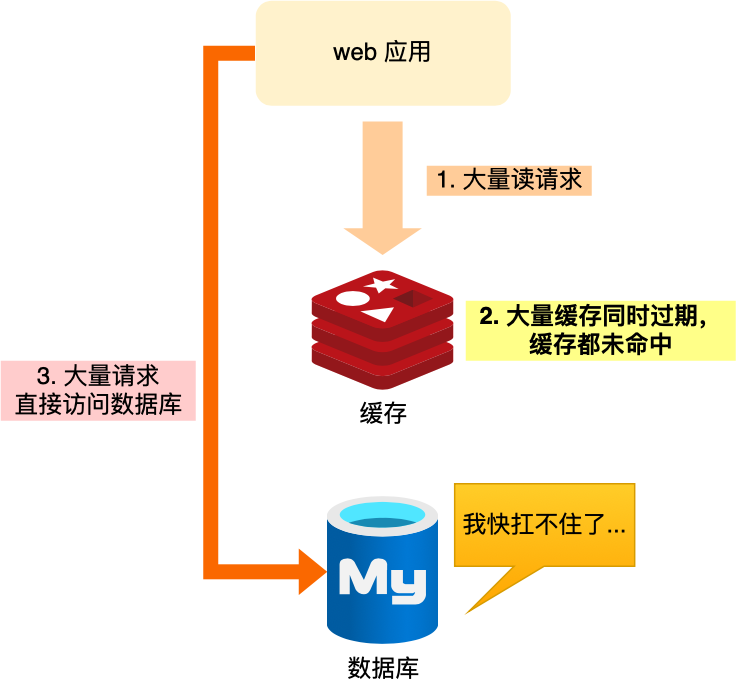 web 应用
1. 大量读请求
2. 大量缓存同时过期，
缓存都未命中
3. 大量请求
直接访问数据库
缓存
我快扛不住了...
My
数据库